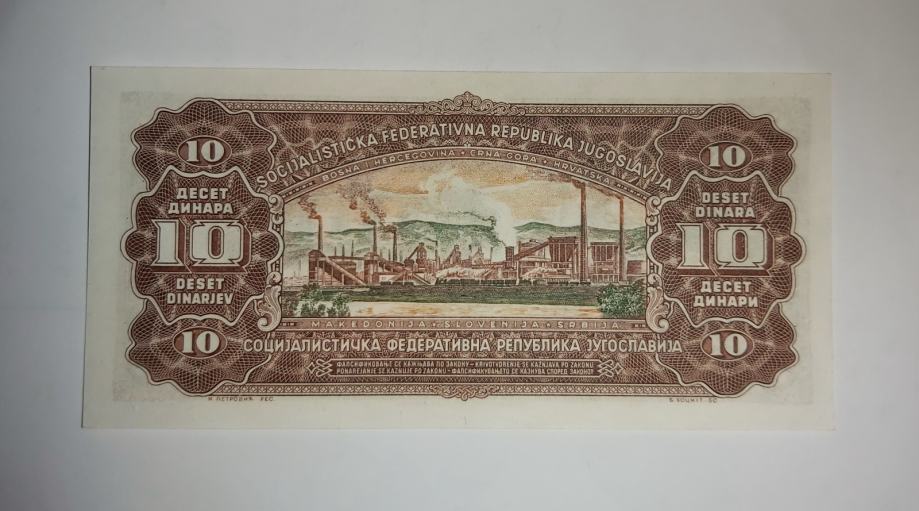 10
SOCIJALISTIČKA FEDERATIVNA REPUBLIKA JUGOSLAVIJA
10
BOSNA I HERCEGOVINA • CRNA GORA • HRVATSKA
ДЕСЕТ
ДИНАРА
10
DESET
DINARJEV
DESET
DINARA
10
ДЕСЕТ
ДИНАРИ
MAKEDONIJA • SLOVENIJA • SRBIJA
10
СОЦИЈАЛИСТИЧКА ФЕДЕРАТИВНА РЕПУБЛИКА ЈУГОСЛАВИЈА
10
ФАЛСИФИКОВАЊЕ СЕ КАЖЊАВА ПО ЗАКОНУ - KRIVOTVORENJE SE KAŽNJAVA PO ZAKONU
PONAREJANJE SE KAZNUJE PO ZAKONU - ФАЛСИФИКУВАЊЕТО СЕ КАЗНУВА СПОРЕД ЗАКОНОТ